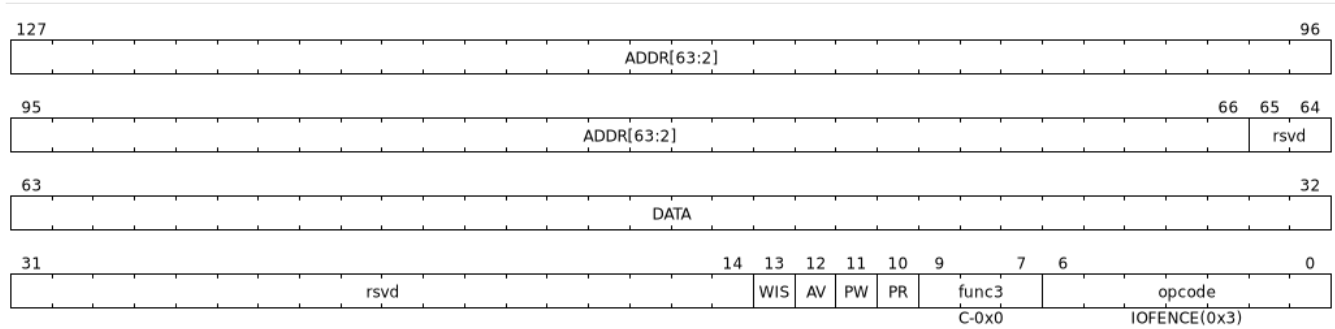 127 96
ADDR[63:2]
95 66 65 64
ADDR[63:2] rsvd
63 32
DATA
31 14 13 12 11 10 9 7 6 0
rsvd WIS AV PW PR func3 opcode
C-0x0 IOFENCE(0x3)